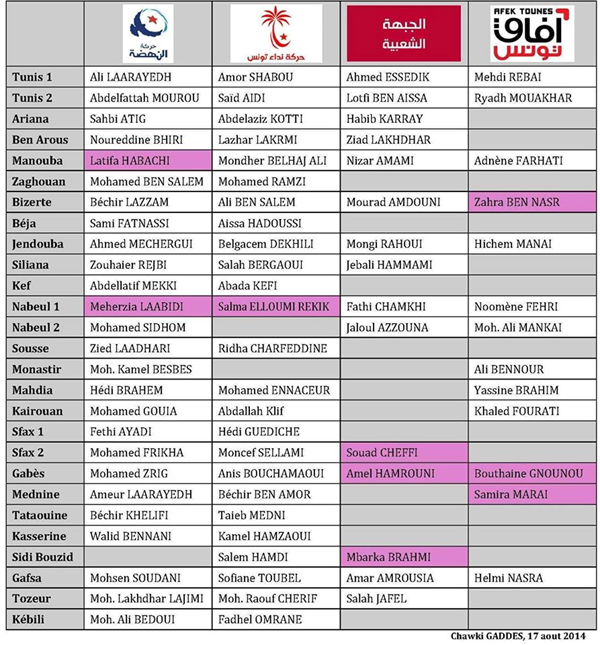 حركة النهضة
حركة نداء تونس
الجبهة الشعبية
AFEK TOUNES
آفاق تونس
Tunis 1 Ali LAARAYEDH Amor SHABOU Ahmed ESSEDIK Mehdi REBAI
Tunis 2 Abdelfattah MOUROU Saïd AIDI Lotfi BEN AISSA Ryadh MOUAKHAR
Ariana Sahbi ATIG Abdelaziz KOTTI Habib KARRAY
Ben Arous Noureddine BHIRI Lazhar LAKRMI Ziad LAKHDHAR
Manouba Latifa HABACHI Mondher BELHAJ ALI Nizar AMAMI Adnène FARHATI
Zaghouan Mohamed BEN SALEM Mohamed RAMZI
Bizerte Béchir LAZZAM Ali BEN SALEM Mourad AMDOUNI Zahra BEN NASR
Béja Sami FATNASSI Aissa HADOUSSI
Jendouba Ahmed MECHERGUI Belgacem DEKHILI Mongi RAHOUI Hichem MANAI
Siliana Zouhaier REJBI Salah BERGAOUI Jebali HAMMAMI
Kef Abdellatif MEKKI Abada KEFI
Nabeul 1 Meherzia LAABIDI Salma ELLOUMI REKIK Fathi CHAMKHI Noomène FEHRI
Nabeul 2 Mohamed SIDHOM Jaloul AZZOUNA Moh. Ali MANKAI
Sousse Zied LAADHARI Ridha CHARFEDDINE
Monastir Moh. Kamel BESBES Ali BENNOUR
Mahdia Hédi BRAHEM Mohamed ENNACEUR Yassine BRAHIM
Kairouan Mohamed GOUIA Abdallah Klif Khaled FOURATI
Sfax 1 Fethi AYADI Hédi GUEDICHE
Sfax 2 Mohamed FRIKHA Moncef SELLAMI Souad CHEFFI
Gabès Mohamed ZRIG Anis BOUCHAMAOUI Amel HAMROUNI Bouthaine GNOUNOU
Mednine Ameur LAARAYEDH Béchir BEN AMOR Samira MARAI
Tataouine Béchir KHELIFI Taieb MEDNI
Kasserine Walid BENNANI Kamel HAMZAOUI
Sidi Bouzid Salem HAMDI Mbarka BRAHMI
Gafsa Mohsen SOUDANI Sofiane TOUBEL Amar AMROUSIA Helmi NASRA
Tozeur Moh. Lakhdhar LAJIMI Moh. Raouf CHERIF Salah JAFEL
Kébili Moh. Ali BEDOUI Fadhel OMRANE
Chawki GADDES, 17 aout 2014